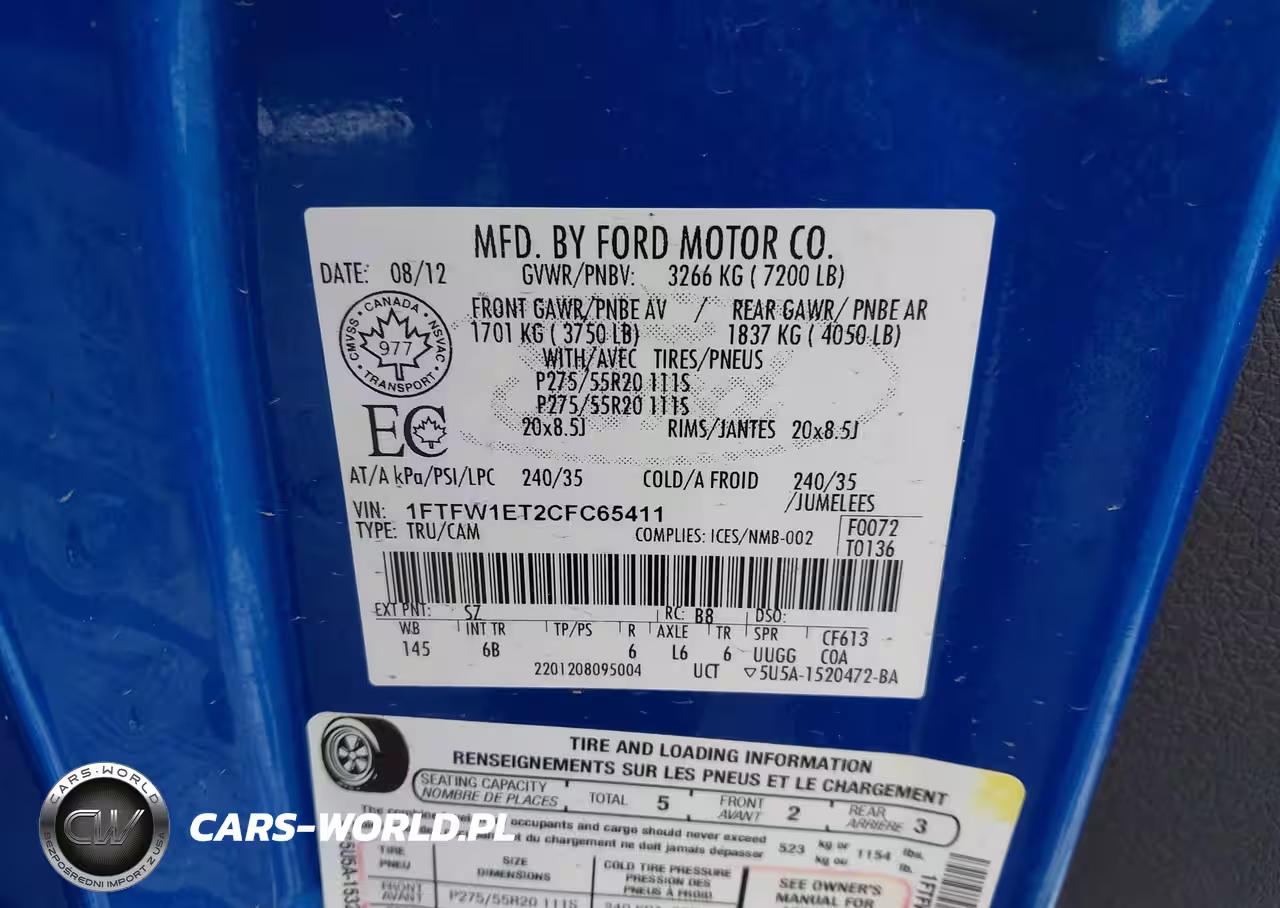 MFD. BY FORD MOTOR CO.
DATE: 08/12 GVWR/PNBV: 3266 KG ( 7200 LB)
FRONT GAWR/PNBE AV / REAR GAWR/ PNBE AR
1701 KG ( 3750 LB) 1837 KG ( 4050 LB)
WITH/AVEC TIRES/PNEUS
P275/55R20 111S
P275/55R20 111S
20x8.5J RIMS/JANTES 20x8.5J
CANADA
CMVSS NSVAC
977
TRANSPORT
EC
AT/A kPa/PSI/LPC 240/35 COLD/A FROID 240/35
/JUMELEES
VIN: 1FTFW1ET2CFC65411
TYPE: TRU/CAM COMPLIES: ICES/NMB-002
F0072
T0136
EXT PNT: SZ RC: B8 DSO:
WB INT TR TP/PS R AXLE TR SPR CF613
145 6B 6 L6 6 UUGG COA
2201208095004 UCT ▽5U5A-1520472-BA
TIRE AND LOADING INFORMATION
RENSEIGNEMENTS SUR LES PNEUS ET LE CHARGEMENT
SEATING CAPACITY
NOMBRE DE PLACES
TOTAL 5 FRONT
AVANT 2 REAR
ARRIÈRE 3
occupants and cargo should never exceed 523 kg or 1154 lbs.
du chargement ne doit jamais dépasser kg ou lb.
TIRE
PNEU
SIZE
DIMENSIONS
COLD TIRE PRESSURE
PRESSION DES
PNEUS À FROID
SEE OWNER'S
MANUAL FOR
FRONT
AVANT
P275/55R20 111S
CARS-WORLD
CW
BEZPOŚREDNI IMPORT Z USA
CARS-WORLD.PL